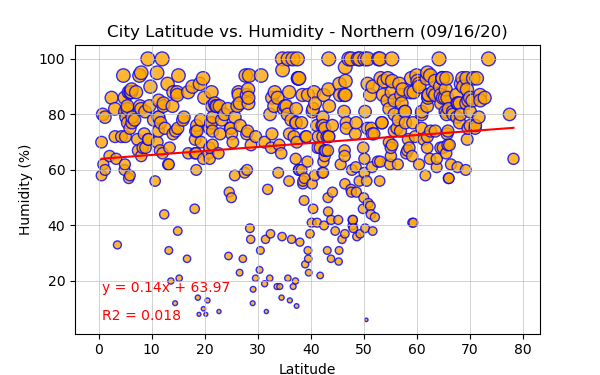 City Latitude vs. Humidity - Northern (09/16/20)
100
80
60
40
20
Humidity (%)
y = 0.14x + 63.97
R2 = 0.018
0 10 20 30 40 50 60 70 80
Latitude